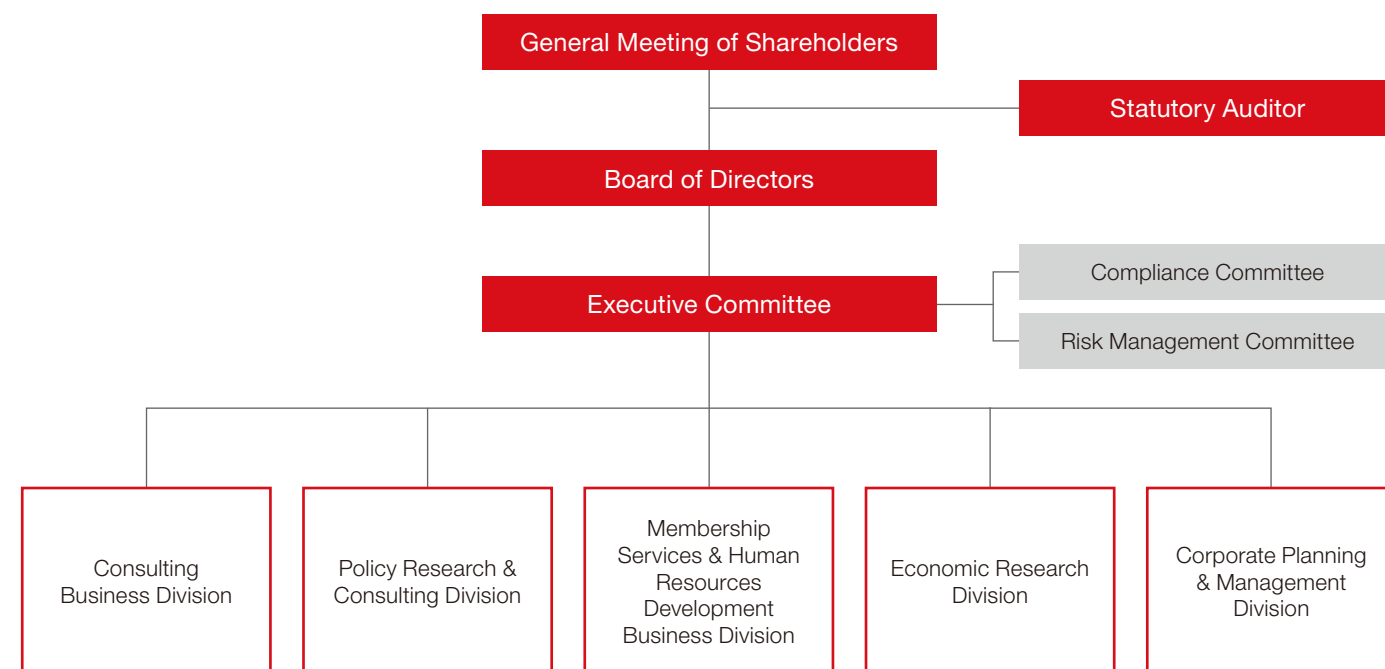 General Meeting of Shareholders
Statutory Auditor
Board of Directors
Executive Committee
Compliance Committee
Risk Management Committee
Consulting
Business Division
Policy Research &
Consulting Division
Membership
Services & Human
Resources
Development
Business Division
Economic Research
Division
Corporate Planning
& Management
Division